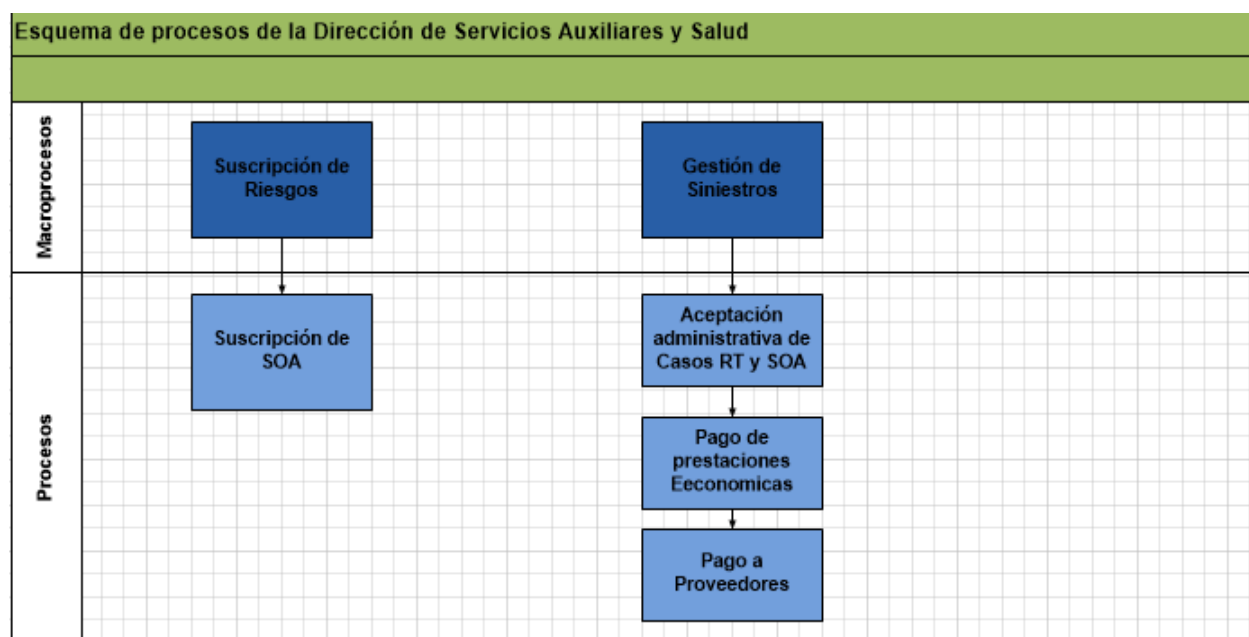 Esquema de procesos de la Dirección de Servicios Auxiliares y Salud
Macroprocesos
Suscripción de
Riesgos
Gestión de
Siniestros
Procesos
Suscripción de
SOA
Aceptación
administrativa de
Casos RT y SOA
Pago de
prestaciones
Eeconomicas
Pago a
Proveedores